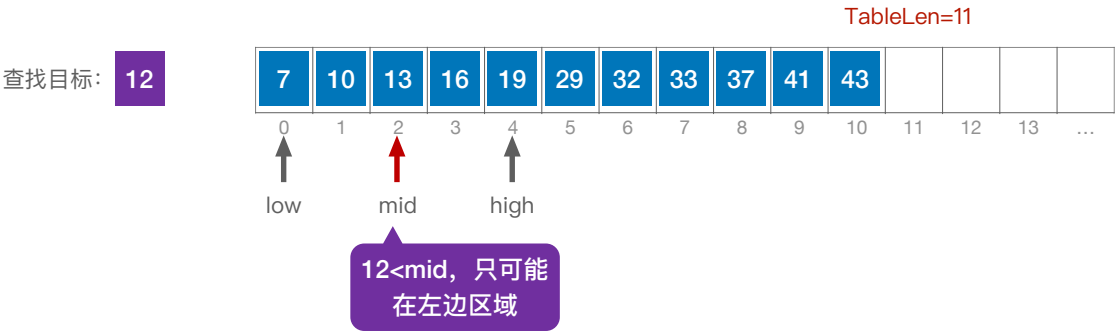 TableLen=11
查找目标： 12 7 10 13 16 19 29 32 33 37 41 43
0 1 2 3 4 5 6 7 8 9 10 11 12 13 ...
low mid high
12<mid，只可能
在左边区域